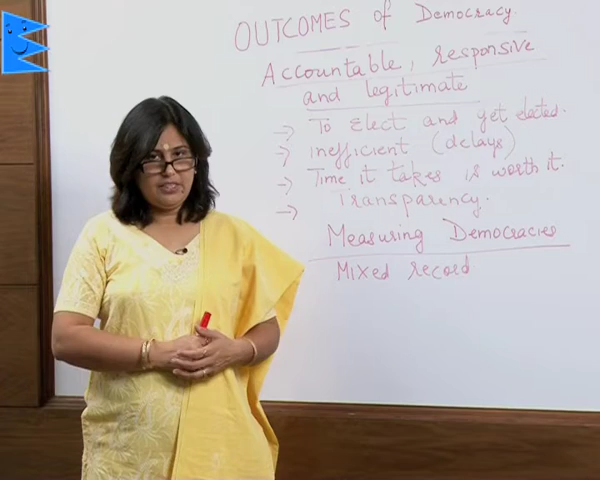 OUTCOMES of Democracy
Accountable, responsive
and legitimate
→ To Elect and get elected.
→ inefficient (delays)
→ Time it takes is worth it.
→ Transparency.
Measuring Democracies
Mixed record